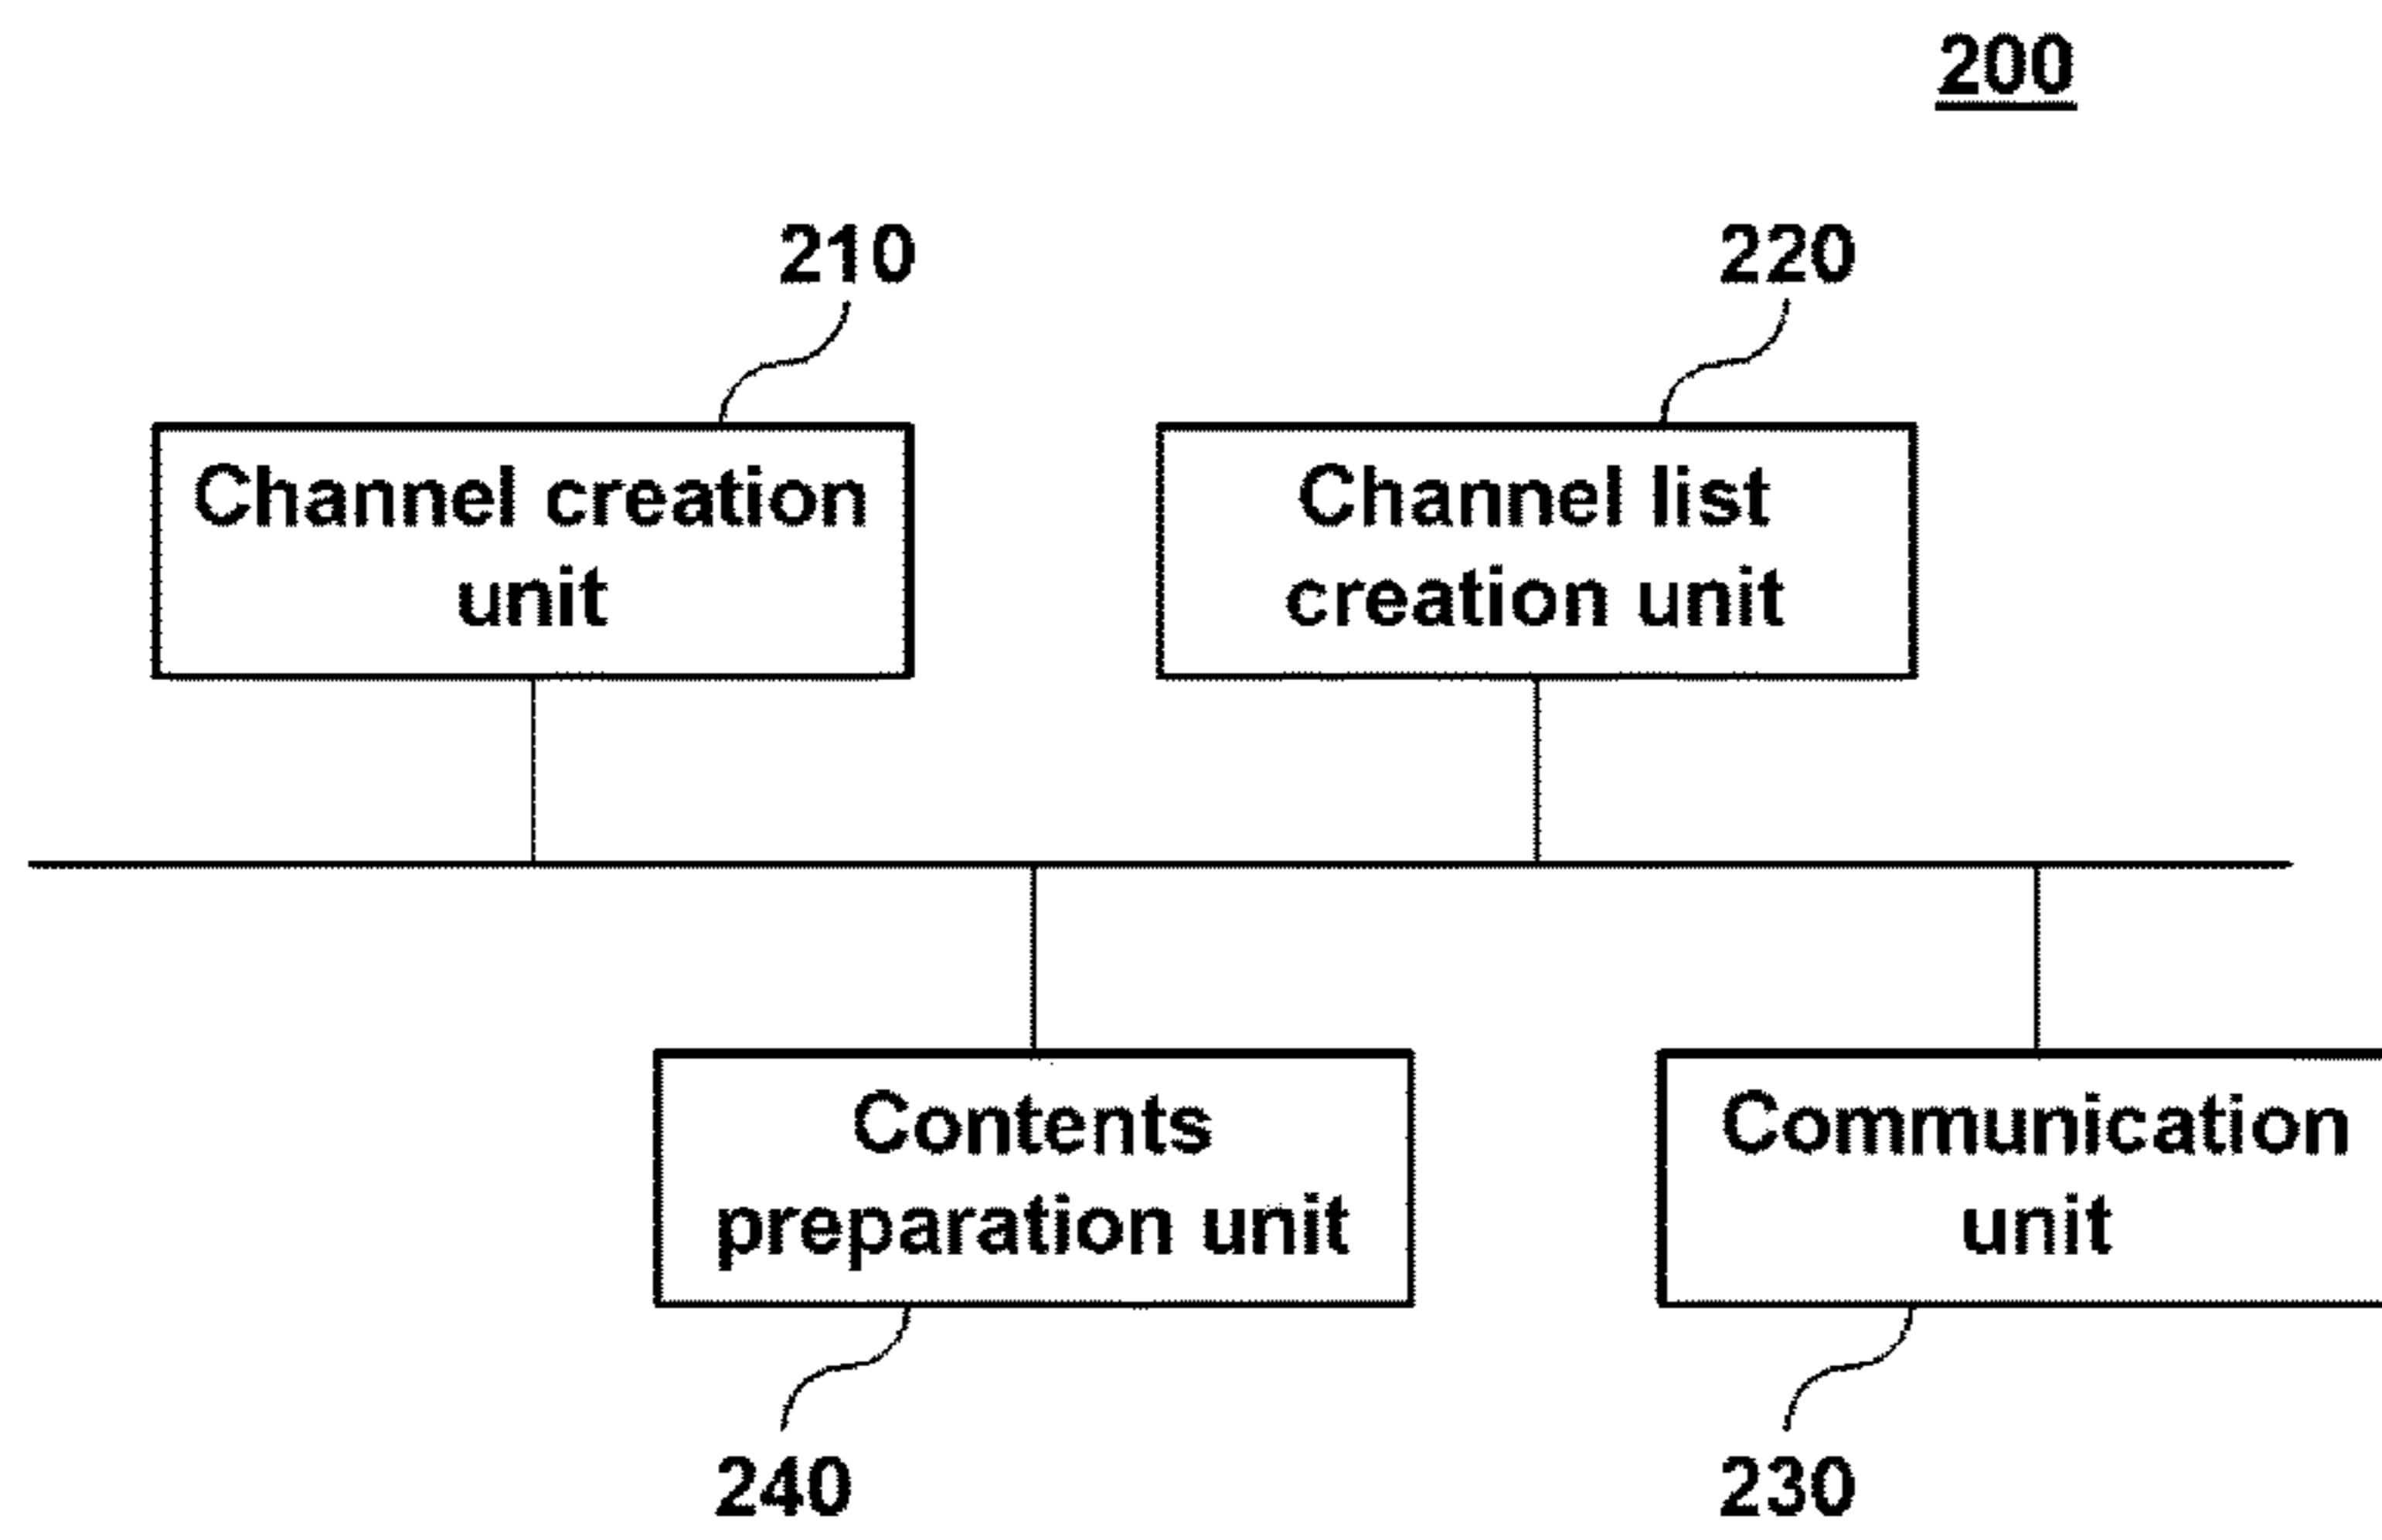 200
210
220
Channel creation
unit
Channel list
creation unit
Contents
preparation unit
Communication
unit
240
230